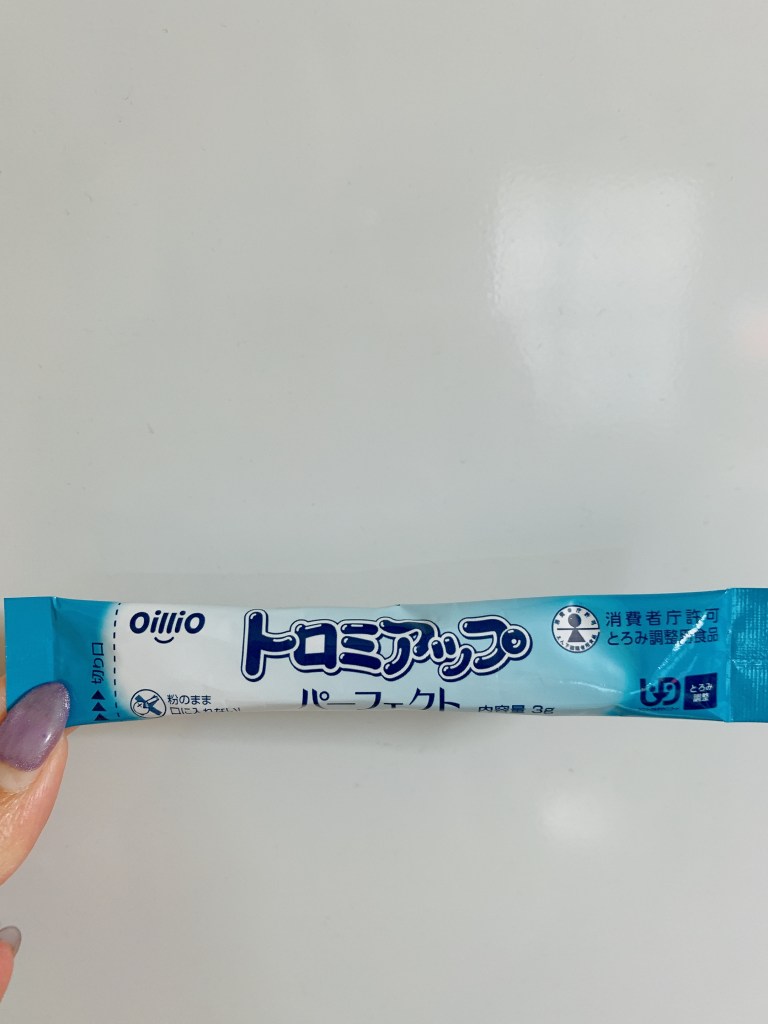 OilliO
トロミアップ
パーフェクト
内容量 3g
切り口
粉のまま
口に入れない!
消費者庁許可
とろみ調整用食品
UD
とろみ
調整